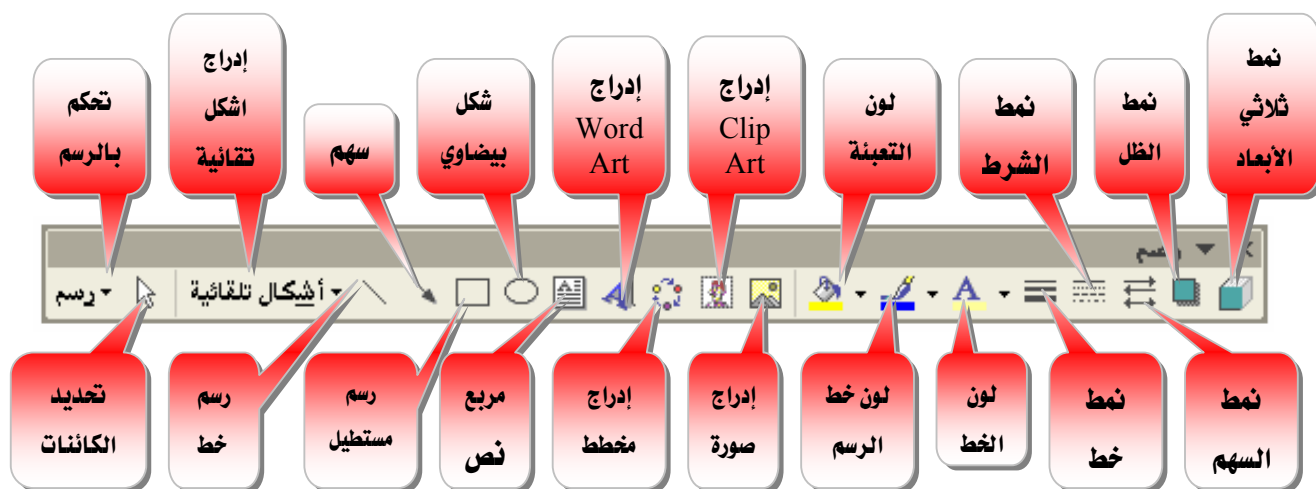 نمط
ثلاثي
الأبعاد
نمط
الظل
نمط
الشرط
لون
التعبئة
إدراج
Clip
Art
إدراج
Word
Art
شكل
بيضاوي
سهم
إدراج
اشكل
تقائية
تحكم
بالرسم
رسم
رسم
أشكال تلقائية
نمط
السهم
نمط
خط
لون
الخط
لون خط
الرسم
إدراج
صورة
إدراج
مخطط
مربع
نص
رسم
مستطيل
رسم
خط
تحديد
الكائنات